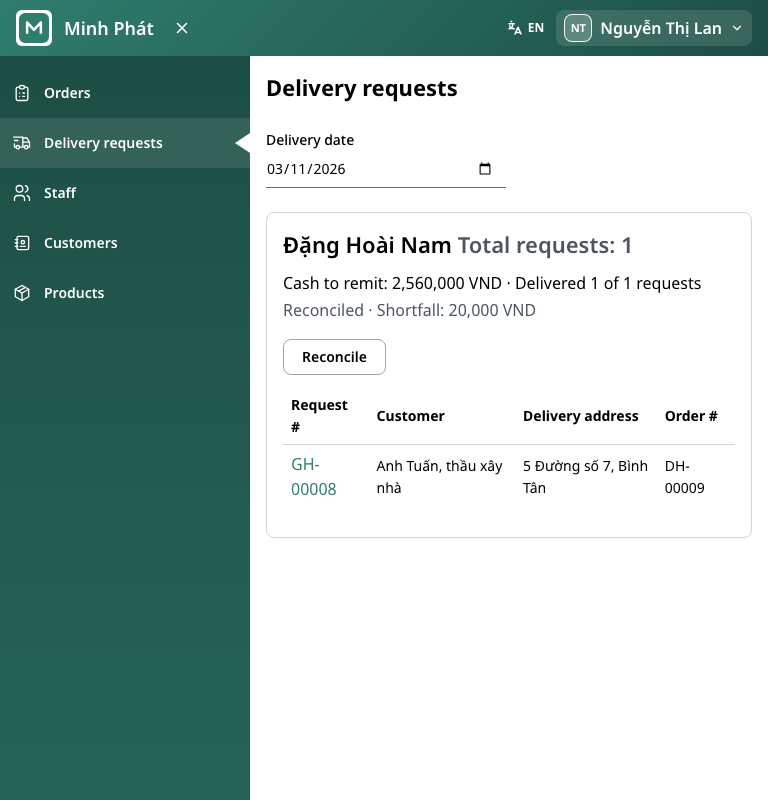 Minh Phát
EN
NT
Nguyễn Thị Lan
Orders
Delivery requests
Staff
Customers
Products
Delivery requests
Delivery date
03/11/2026
Đặng Hoài Nam Total requests: 1
Cash to remit: 2,560,000 VND · Delivered 1 of 1 requests
Reconciled · Shortfall: 20,000 VND
Reconcile
Request
#
Customer
Delivery address
Order #
GH-
00008
Anh Tuấn, thầu xây
nhà
5 Đường số 7, Bình
Tân
DH-
00009